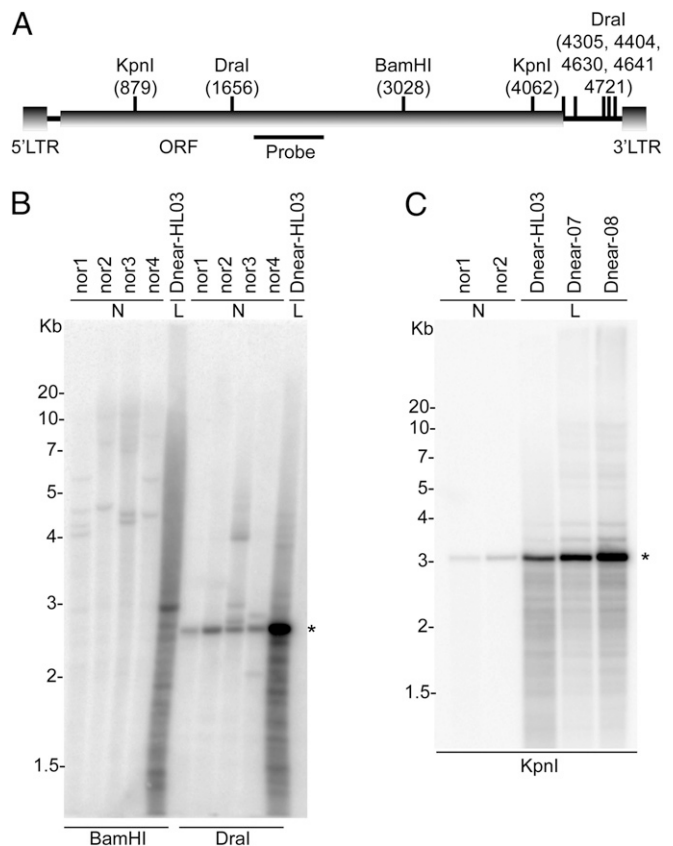 A
DraI
(4305, 4404,
4630, 4641
4721)
KpnI
(879)
DraI
(1656)
BamHI
(3028)
KpnI
(4062)
5'LTR
ORF
Probe
3'LTR
B
nor1
nor2
nor3
nor4
Dnear-HL03
nor1
nor2
nor3
nor4
Dnear-HL03
N
L
N
L
Kb
20-
10-
7-
5-
4-
3-
2-
1.5-
*
BamHI
DraI
C
nor1
nor2
Dnear-HL03
Dnear-07
Dnear-08
N
L
Kb
20-
10-
7-
5-
4-
3-
2-
1.5-
*
KpnI